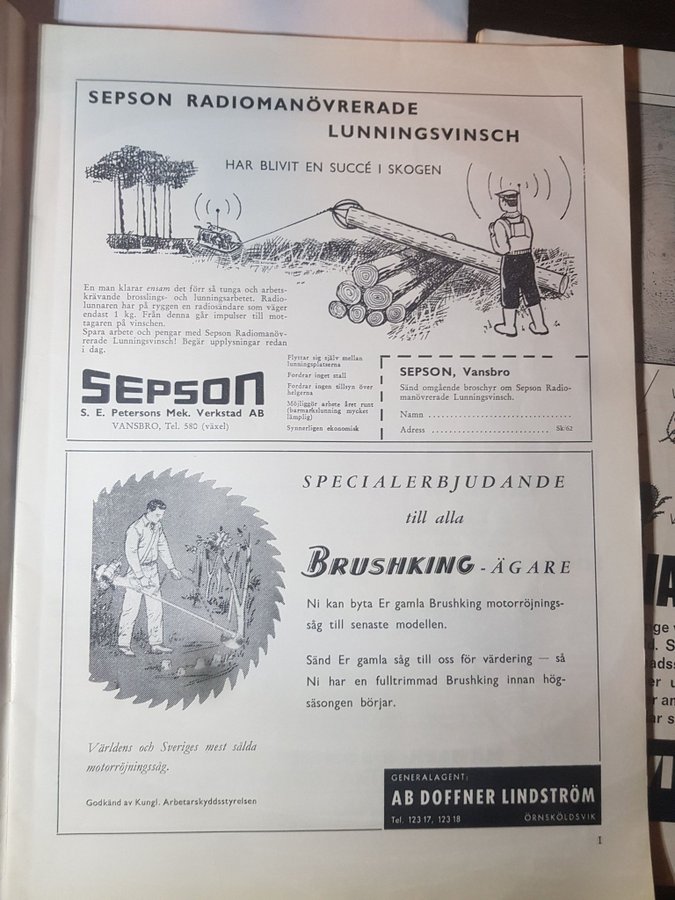 SEPSON RADIOMANÖVRERADE
LUNNINGSVINSCH
HAR BLIVIT EN SUCCÉ I SKOGEN
En man klarar ensam det förr så tunga och arbets-
krävande brosslings- och lunningsarbetet. Radio-
lunnaren har på ryggen en radiosändare som väger
endast 1 kg. Från denna går impulser till mot-
tagaren på vinschen.
Spara arbete och pengar med Sepson Radiomanöv-
rerade Lunningsvinsch! Begär upplysningar redan
i dag.
SEPSON
S. E. Petersons Mek. Verkstad AB
VANSBRO, Tel. 580 (växel)
Flyttar sig själv mellan
lunningsplatserna
Fordrar inget stall
Fordrar ingen tillsyn över
helgerna
Möjliggör arbete året runt
(barmarkslunning mycket
lämplig)
Synnerligen ekonomisk
SEPSON, Vansbro
Sänd omgående broschyr om Sepson Radio-
manövrerade Lunningsvinsch.
Namn
Adress
Sk/62
SPECIALERBJUDANDE
till alla
BRUSHKING-ÄGARE
Ni kan byta Er gamla Brushking motorröjnings-
såg till senaste modellen.
Sänd Er gamla såg till oss för värdering — så
Ni har en fulltrimmad Brushking innan hög-
säsongen börjar.
Världens och Sveriges mest sålda
motorröjningssåg.
Godkänd av Kungl. Arbetarskyddsstyrelsen
GENERALAGENT:
AB DOFFNER LINDSTRÖM
Tel. 123 17, 123 18 ÖRNSKÖLDSVIK
1